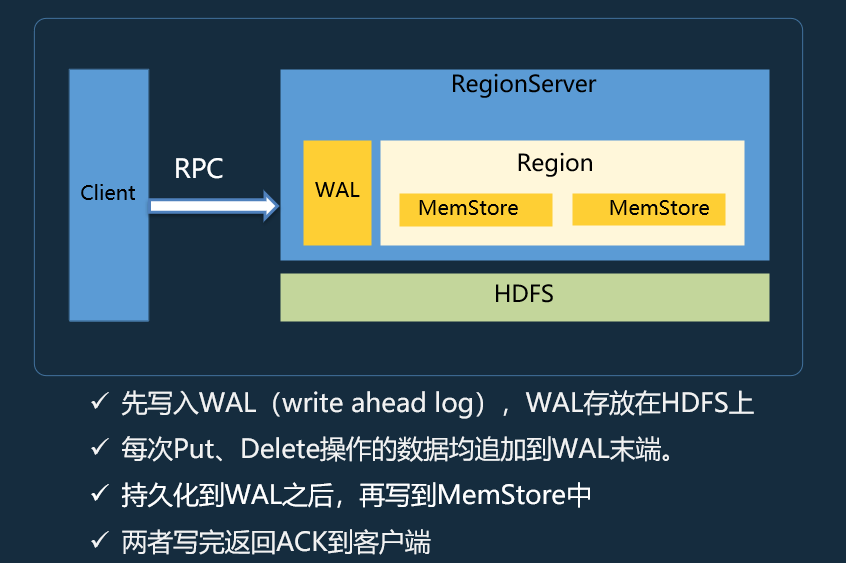 RegionServer
RPC
Region
Client
WAL
MemStore
MemStore
HDFS
✓ 先写入WAL（write ahead log），WAL存放在HDFS上
✓ 每次Put、Delete操作的数据均追加到WAL末端。
✓ 持久化到WAL之后，再写到MemStore中
✓ 两者写完返回ACK到客户端